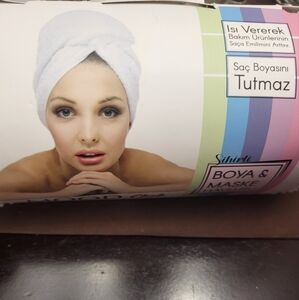 Isı Vererek
Bakım Ürünlerinin
Saça Emilimini Arttırır
Saç Boyasını
Tutmaz
Sihirli
BOYA &
MASKE